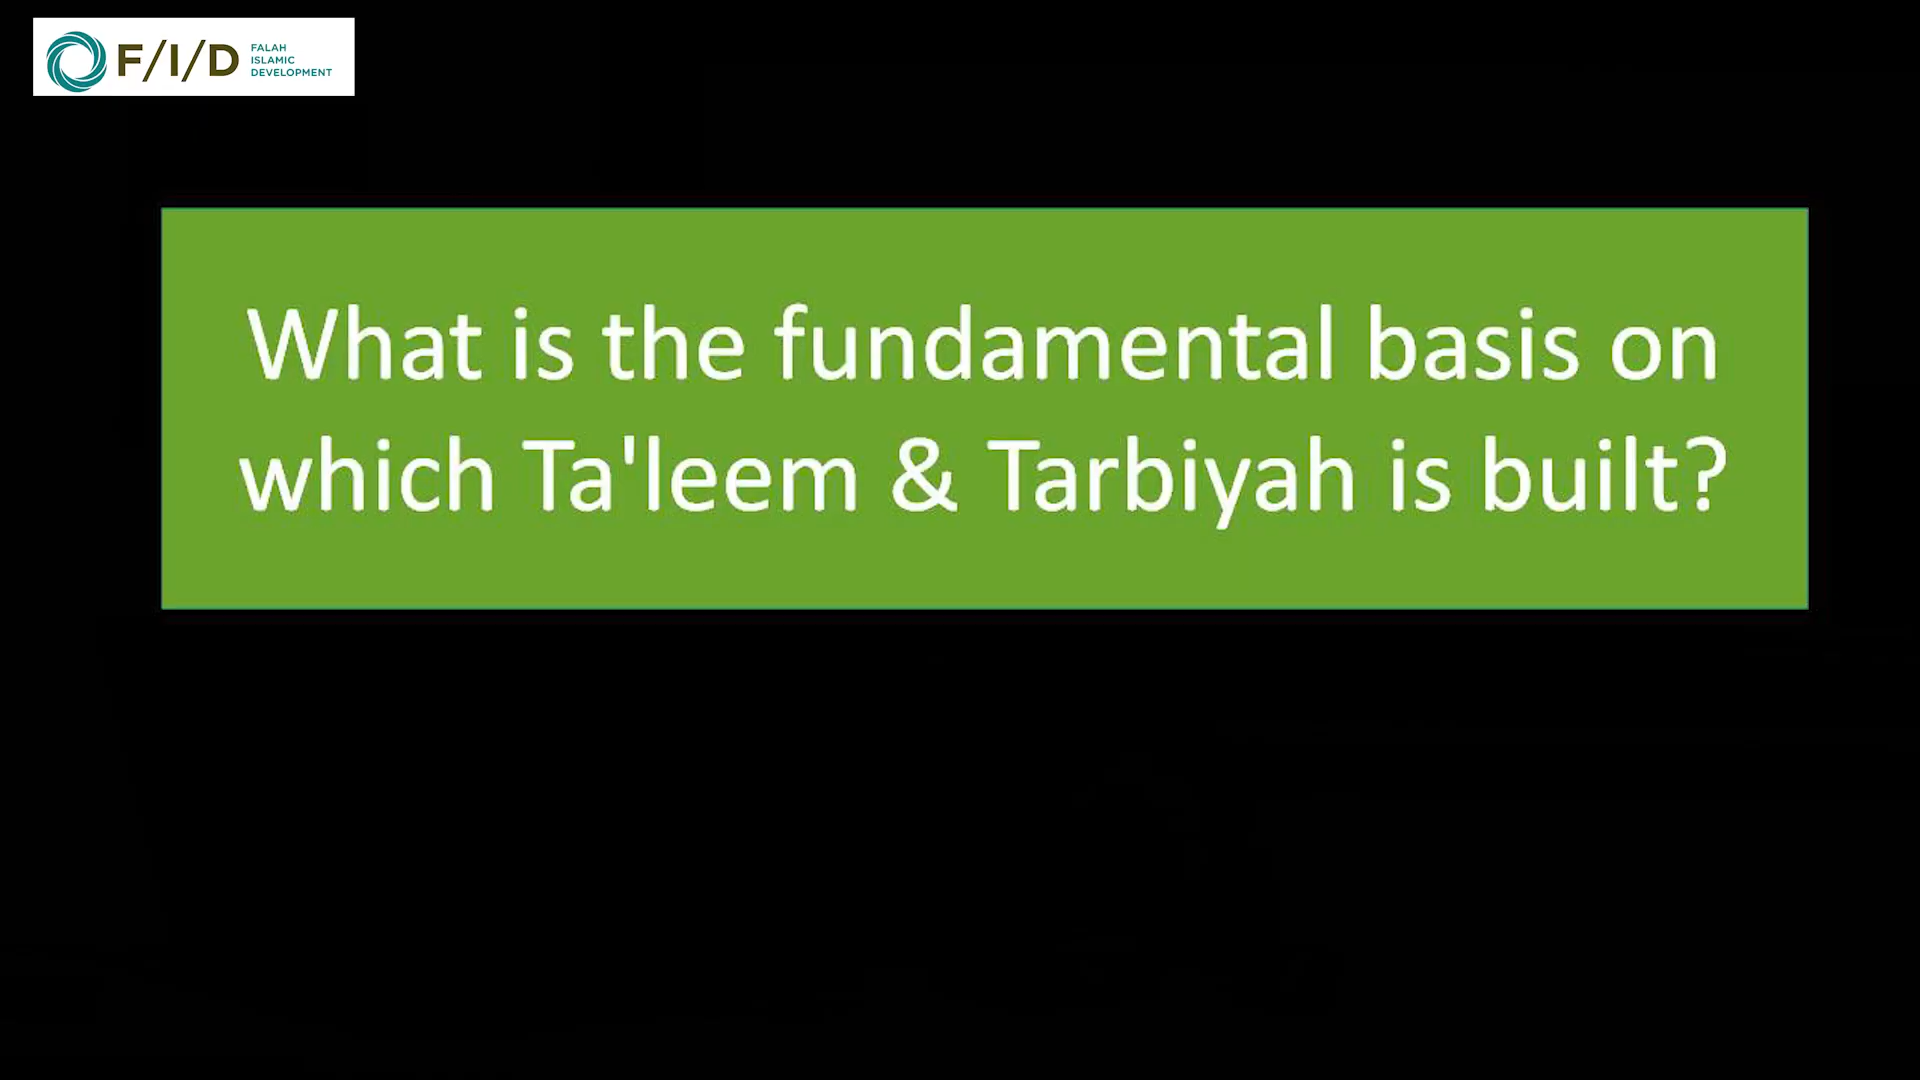 F/I/D
FALAH
ISLAMIC
DEVELOPMENT
What is the fundamental basis on
which Ta'leem & Tarbiyah is built?